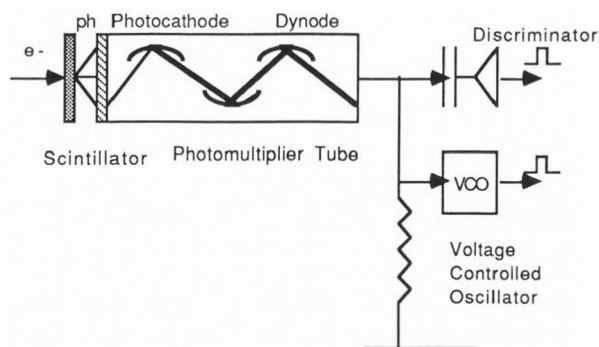 ph Photocathode Dynode
Discriminator
e-
Scintillator Photomultiplier Tube
VCO
Voltage
Controlled
Oscillator